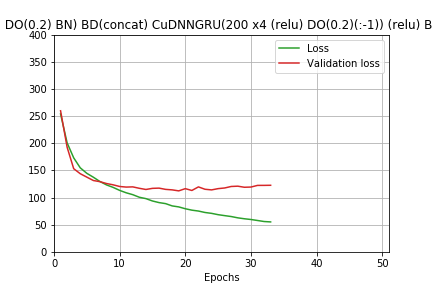 DO(0.2) BN) BD(concat) CuDNNGRU(200 x4 (relu) DO(0.2)(:-1)) (relu) B
400
350
300
250
200
150
100
50
0
Loss
Validation loss
0 10 20 30 40 50
Epochs